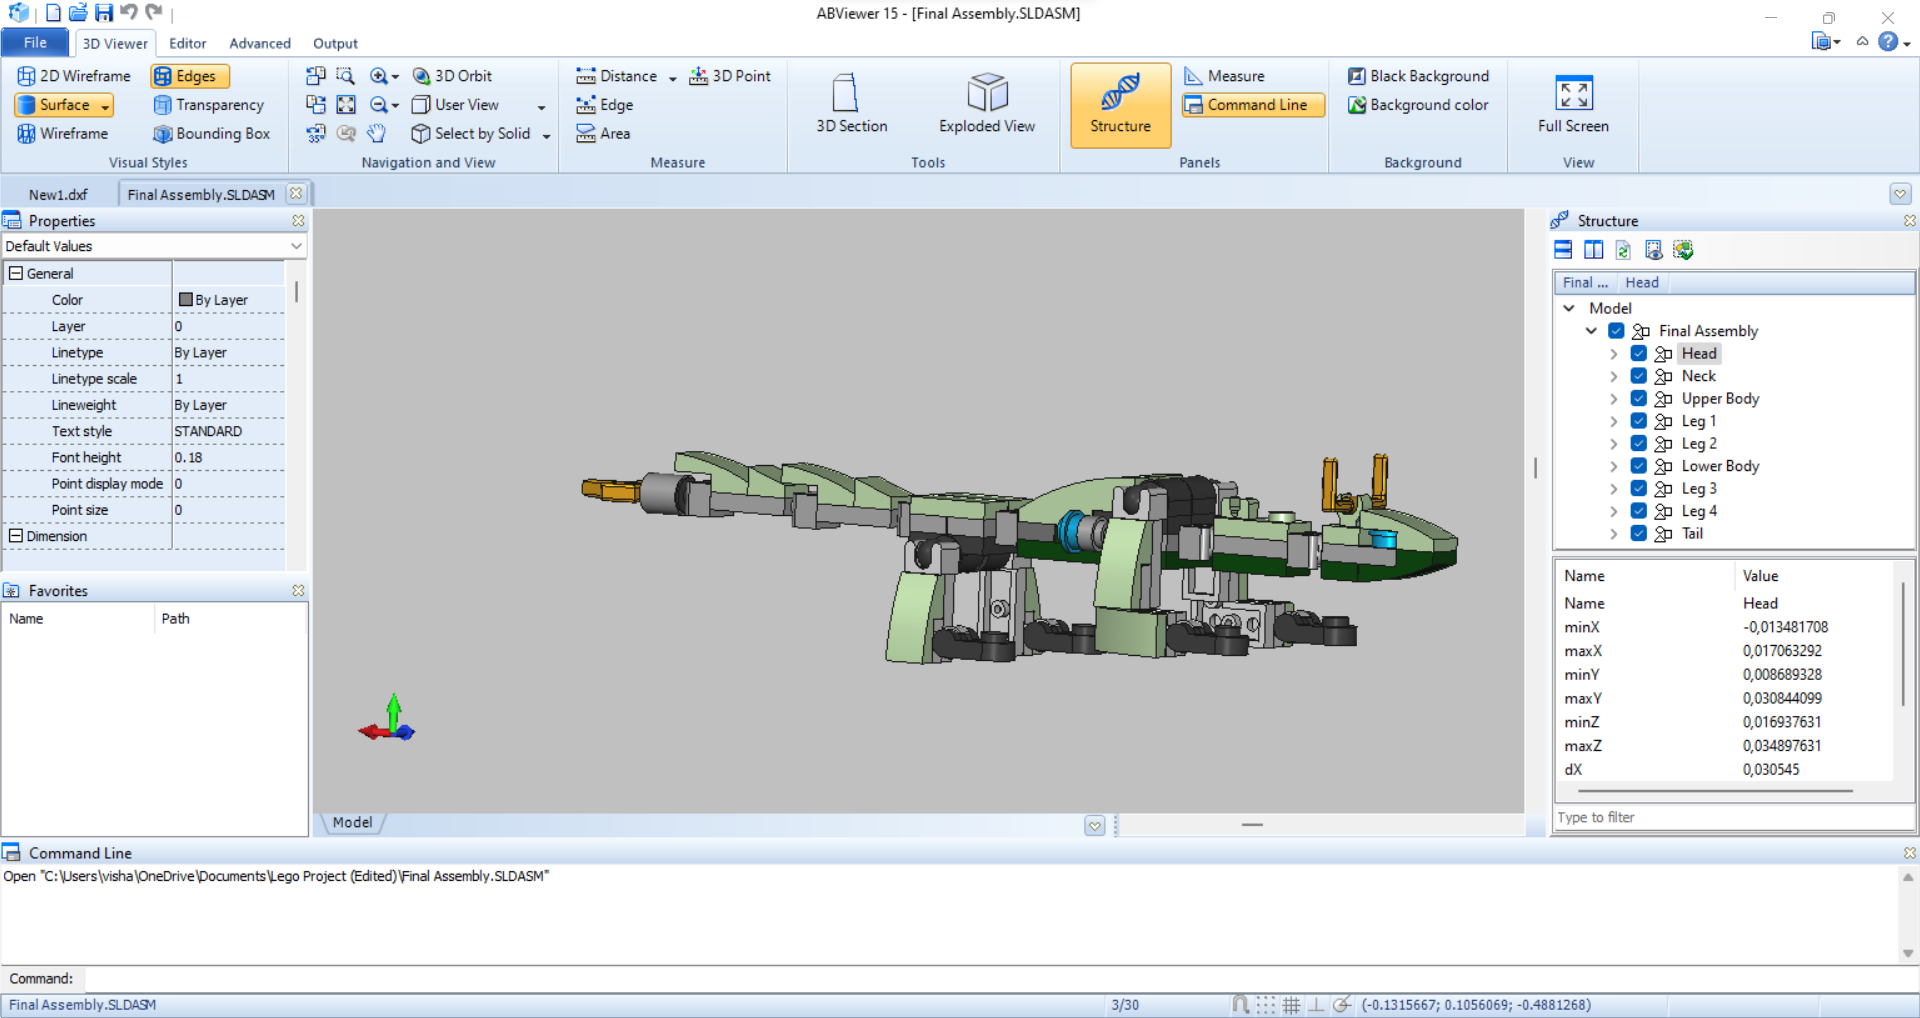 ABViewer 15 - [Final Assembly.SLDASM]
File
3D Viewer
Editor
Advanced
Output
2D Wireframe
Edges
Surface
Transparency
Wireframe
Bounding Box
Visual Styles
3D Orbit
User View
Select by Solid
Navigation and View
Distance
3D Point
Edge
Area
Measure
3D Section
Exploded View
Tools
Structure
Measure
Command Line
Panels
Black Background
Background color
Background
Full Screen
View
New1.dxf
Final Assembly.SLDASM
Properties
Default Values
General
Color By Layer
Layer 0
Linetype By Layer
Linetype scale 1
Lineweight By Layer
Text style STANDARD
Font height 0.18
Point display mode 0
Point size 0
Dimension
Favorites
Name Path
Model
Structure
Final ... Head
Model
Final Assembly
Head
Neck
Upper Body
Leg 1
Leg 2
Lower Body
Leg 3
Leg 4
Tail
Name Value
Name Head
minX -0,013481708
maxX 0,017063292
minY 0,008689328
maxY 0,030844099
minZ 0,016937631
maxZ 0,034897631
dX 0,030545
Type to filter
Command Line
Open "C:\Users\visha\OneDrive\Documents\Lego Project (Edited)\Final Assembly.SLDASM"
Command:
Final Assembly.SLDASM
3/30
(-0.1315667; 0.1056069; -0.4881268)